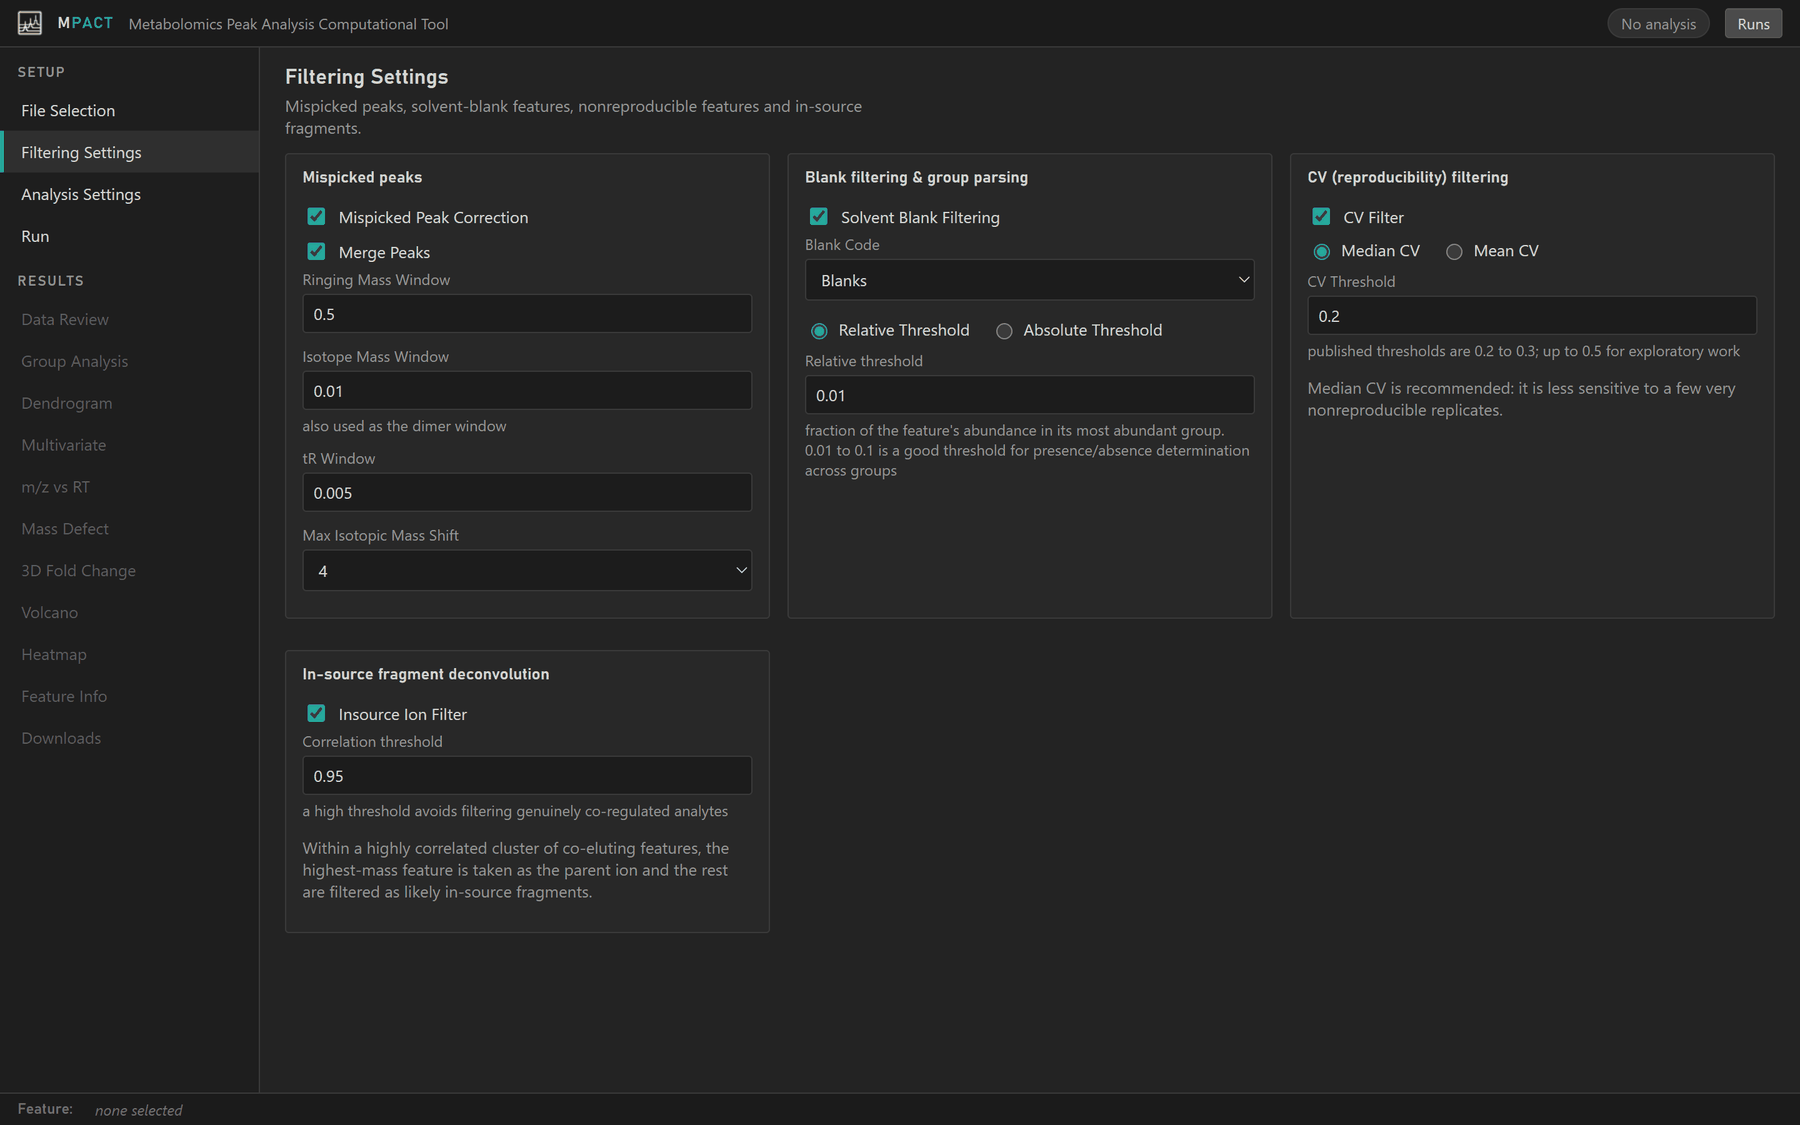 MPACT Metabolomics Peak Analysis Computational Tool
No analysis
Runs
SETUP
File Selection
Filtering Settings
Analysis Settings
Run
RESULTS
Data Review
Group Analysis
Dendrogram
Multivariate
m/z vs RT
Mass Defect
3D Fold Change
Volcano
Heatmap
Feature Info
Downloads
Filtering Settings
Mispicked peaks, solvent-blank features, nonreproducible features and in-source
fragments.
Mispicked peaks
Mispicked Peak Correction
Merge Peaks
Ringing Mass Window
0.5
Isotope Mass Window
0.01
also used as the dimer window
tR Window
0.005
Max Isotopic Mass Shift
4
Blank filtering & group parsing
Solvent Blank Filtering
Blank Code
Blanks
Relative Threshold
Absolute Threshold
Relative threshold
0.01
fraction of the feature's abundance in its most abundant group.
0.01 to 0.1 is a good threshold for presence/absence determination
across groups
CV (reproducibility) filtering
CV Filter
Median CV
Mean CV
CV Threshold
0.2
published thresholds are 0.2 to 0.3; up to 0.5 for exploratory work
Median CV is recommended: it is less sensitive to a few very
nonreproducible replicates.
In-source fragment deconvolution
Insource Ion Filter
Correlation threshold
0.95
a high threshold avoids filtering genuinely co-regulated analytes
Within a highly correlated cluster of co-eluting features, the
highest-mass feature is taken as the parent ion and the rest
are filtered as likely in-source fragments.
Feature: none selected